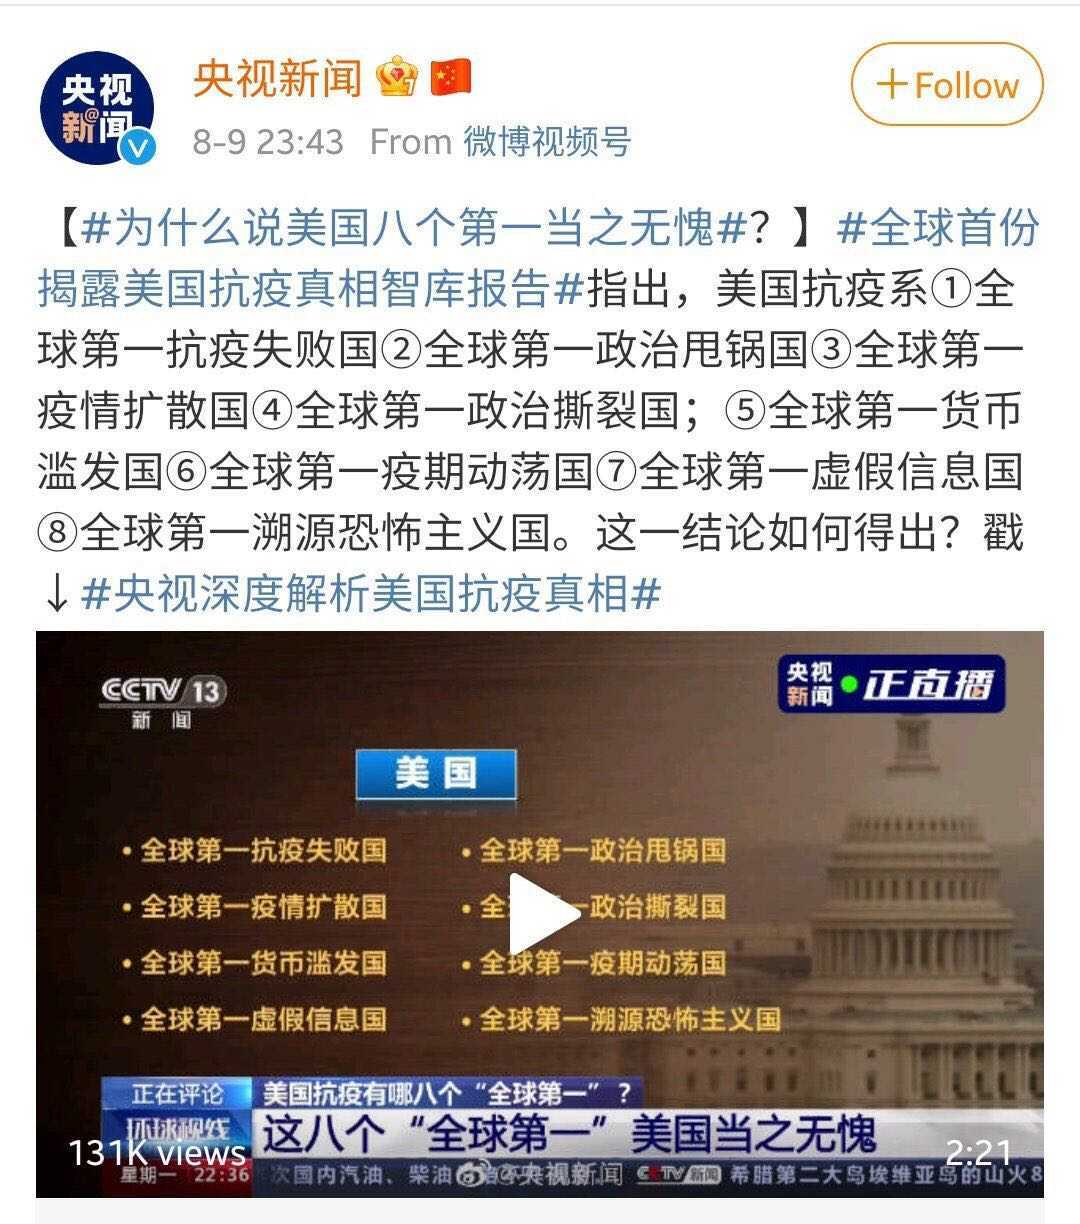 央视
新@闻
央视新闻
+Follow
8-9 23:43 From 微博视频号
【#为什么说美国八个第一当之无愧#？】#全球首份
揭露美国抗疫真相智库报告#指出，美国抗疫系①全
球第一抗疫失败国②全球第一政治甩锅国③全球第一
疫情扩散国④全球第一政治撕裂国；⑤全球第一货币
滥发国⑥全球第一疫期动荡国⑦全球第一虚假信息国
⑧全球第一溯源恐怖主义国。这一结论如何得出？戳
↓#央视深度解析美国抗疫真相#
CCTV 13
新闻
央视
新闻
正直播
美国
• 全球第一抗疫失败国
• 全球第一政治甩锅国
• 全球第一疫情扩散国
• 全 一政治撕裂国
• 全球第一货币滥发国
• 全球第一疫期动荡国
• 全球第一虚假信息国
• 全球第一溯源恐怖主义国
正在评论
美国抗疫有哪八个“全球第一”？
环球视线
这八个“全球第一”美国当之无愧
131K views
2:21
星期一 22:36
次国内汽油、柴油
@央视新闻
CCTV新闻
希腊第二大岛埃维亚岛的山火8